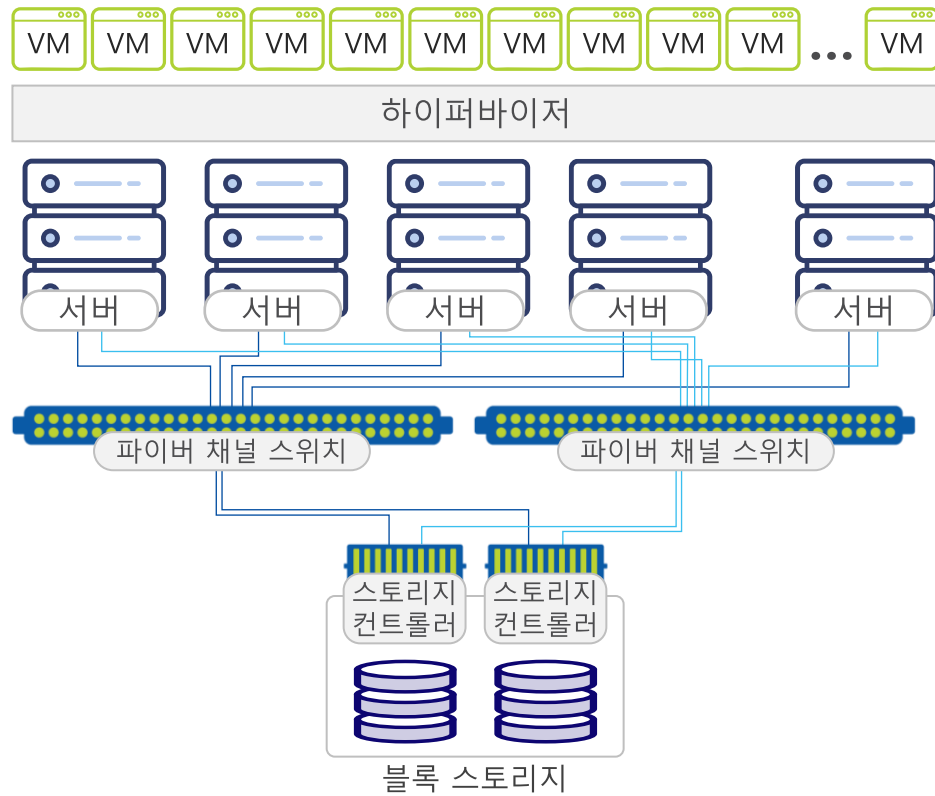 VM VM VM VM VM VM VM VM VM VM ... VM
하이퍼바이저
서버 서버 서버 서버 서버
파이버 채널 스위치 파이버 채널 스위치
스토리지 스토리지
컨트롤러 컨트롤러
블록 스토리지